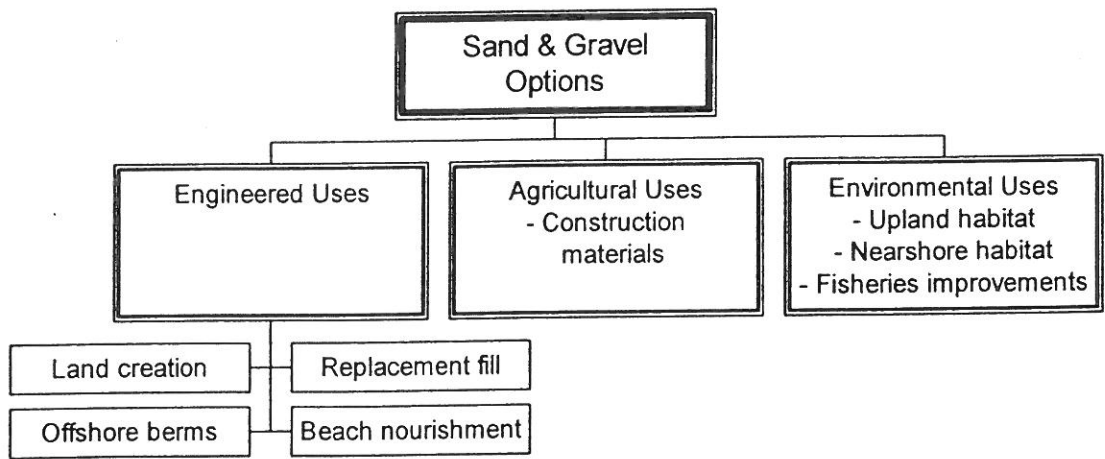 Sand & Gravel
Options
Engineered Uses
Agricultural Uses
- Construction
materials
Environmental Uses
- Upland habitat
- Nearshore habitat
- Fisheries improvements
Land creation
Replacement fill
Offshore berms
Beach nourishment